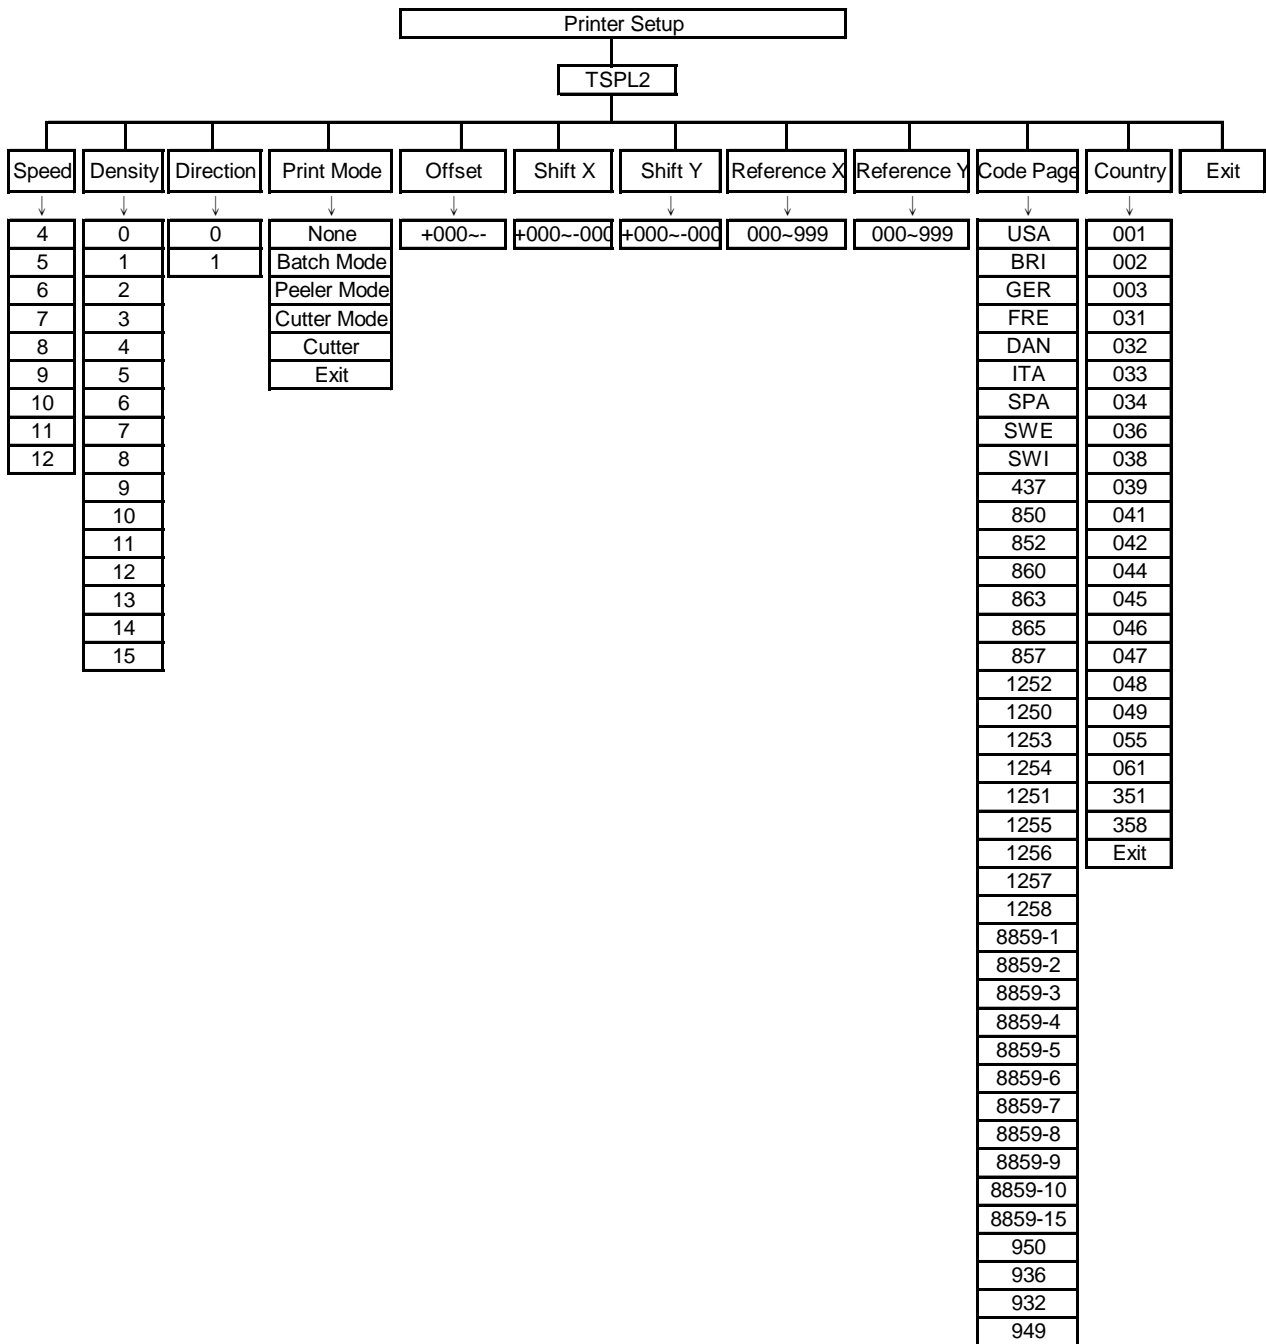 Printer Setup
TSPL2
Speed Density Direction Print Mode Offset Shift X Shift Y Reference X Reference Y Code Page Country Exit
4 0 0 None +000~- +000~-000 +000~-000 000~999 000~999 USA 001
5 1 1 Batch Mode BRI 002
6 2 Peeler Mode GER 003
7 3 Cutter Mode FRE 031
8 4 Cutter DAN 032
9 5 Exit ITA 033
10 6 SPA 034
11 7 SWE 036
12 8 SWI 038
9 437 039
10 850 041
11 852 042
12 860 044
13 863 045
14 865 046
15 857 047
1252 048
1250 049
1253 055
1254 061
1251 351
1255 358
1256 Exit
1257
1258
8859-1
8859-2
8859-3
8859-4
8859-5
8859-6
8859-7
8859-8
8859-9
8859-10
8859-15
950
936
932
949